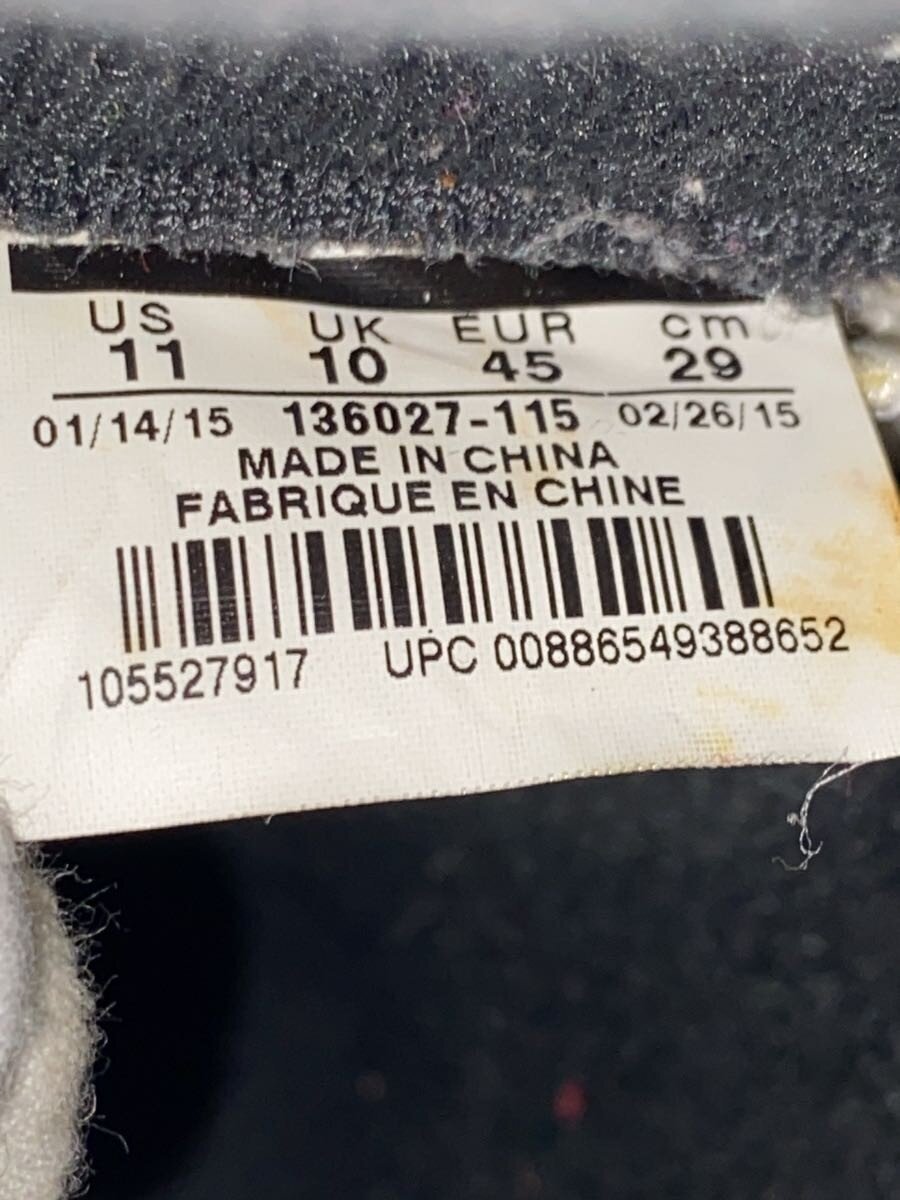 US UK EUR cm
11 10 45 29
01/14/15 136027-115 02/26/15
MADE IN CHINA
FABRIQUE EN CHINE
105527917 UPC 00886549388652